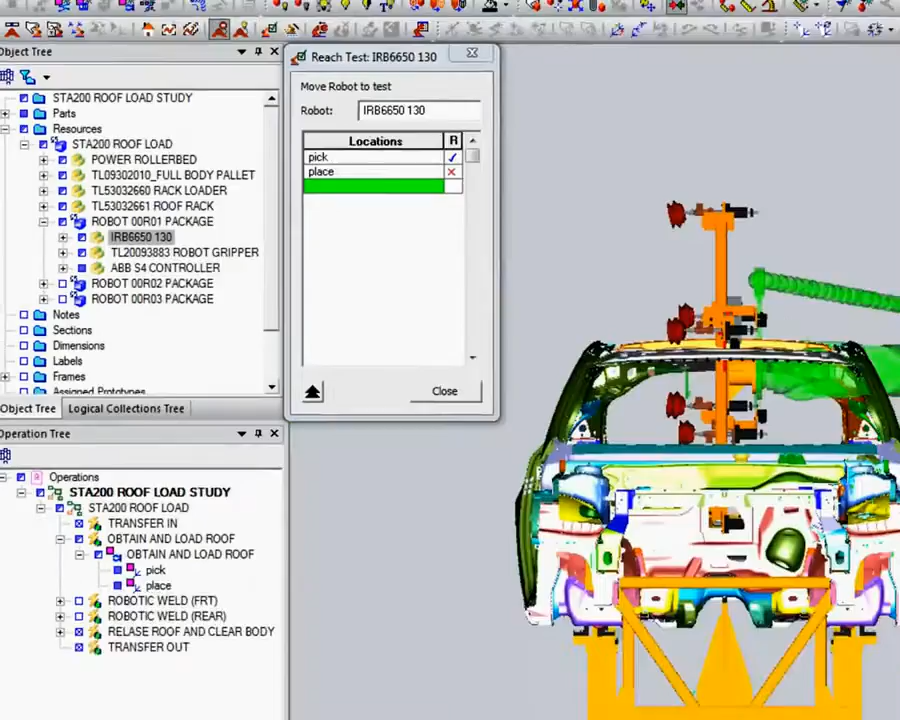 Object Tree
STA200 ROOF LOAD STUDY
Parts
Resources
STA200 ROOF LOAD
POWER ROLLERBED
TL09302010_FULL BODY PALLET
TL53032660 RACK LOADER
TL53032661 ROOF RACK
ROBOT 00R01 PACKAGE
IRB6650 130
TL20093883 ROBOT GRIPPER
ABB S4 CONTROLLER
ROBOT 00R02 PACKAGE
ROBOT 00R03 PACKAGE
Notes
Sections
Dimensions
Labels
Frames
Assigned Prototypes
Object Tree
Logical Collections Tree
Reach Test: IRB6650 130
Move Robot to test
Robot: IRB6650 130
Locations R
pick
place
Close
Operation Tree
Operations
STA200 ROOF LOAD STUDY
STA200 ROOF LOAD
TRANSFER IN
OBTAIN AND LOAD ROOF
OBTAIN AND LOAD ROOF
pick
place
ROBOTIC WELD (FRT)
ROBOTIC WELD (REAR)
RELASE ROOF AND CLEAR BODY
TRANSFER OUT